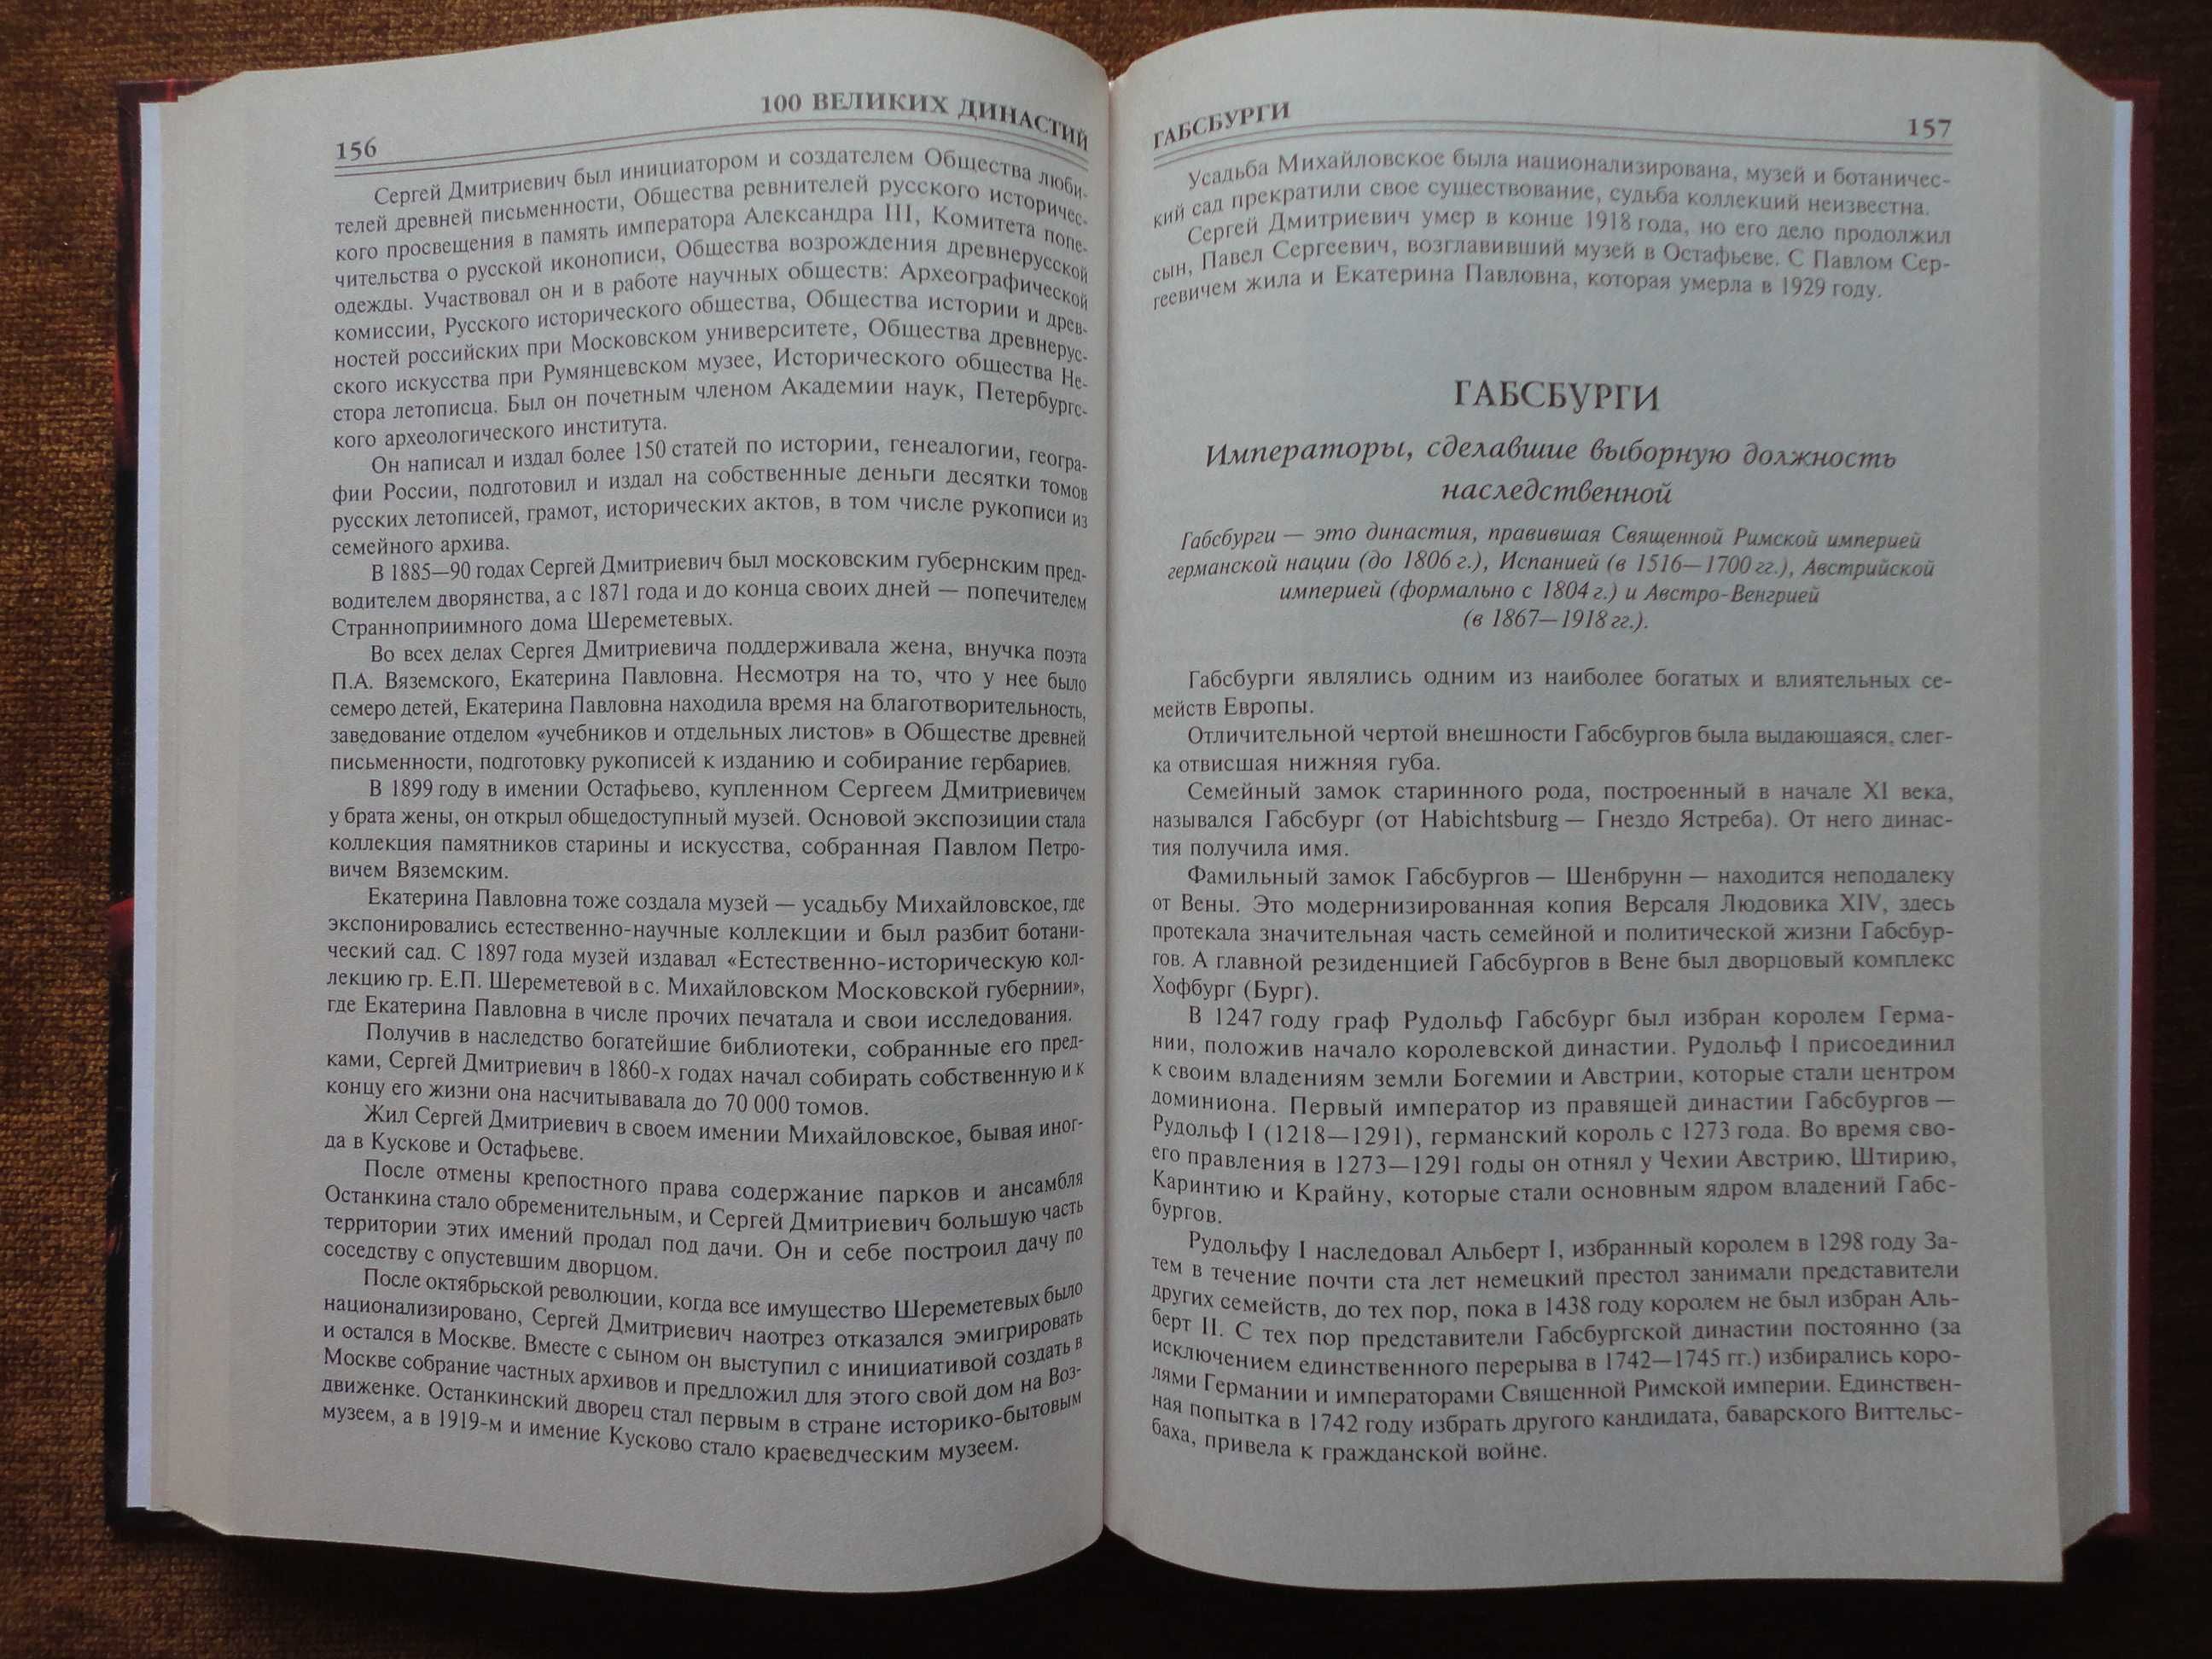 156
100 ВЕЛИКИХ ДИНАСТИЙ
Сергей Дмитриевич был инициатором и создателем Общества люби-
телей древней письменности, Общества ревнителей русского историчес-
кого просвещения в память императора Александра III, Комитета попе-
чительства о русской иконописи, Общества возрождения древнерусской
одежды. Участвовал он и в работе научных обществ: Археографической
комиссии, Русского исторического общества, Общества истории и древ-
ностей российских при Московском университете, Общества древнерус-
ского искусства при Румянцевском музее, Исторического общества Не-
стора летописца. Был он почетным членом Академии наук, Петербургс-
кого археологического института.
Он написал и издал более 150 статей по истории, генеалогии, геогра-
фии России, подготовил и издал на собственные деньги десятки томов
русских летописей, грамот, исторических актов, в том числе рукописи из
семейного архива.
В 1885—90 годах Сергей Дмитриевич был московским губернским пред-
водителем дворянства, а с 1871 года и до конца своих дней — попечителем
Странноприимного дома Шереметевых.
Во всех делах Сергея Дмитриевича поддерживала жена, внучка поэта
П.А. Вяземского, Екатерина Павловна. Несмотря на то, что у нее было
семеро детей, Екатерина Павловна находила время на благотворительность,
заведование отделом «учебников и отдельных листов» в Обществе древней
письменности, подготовку рукописей к изданию и собирание гербариев.
В 1899 году в имении Остафьево, купленном Сергеем Дмитриевичем
у брата жены, он открыл общедоступный музей. Основой экспозиции стала
коллекция памятников старины и искусства, собранная Павлом Петро-
вичем Вяземским.
Екатерина Павловна тоже создала музей — усадьбу Михайловское, где
экспонировались естественно-научные коллекции и был разбит ботани-
ческий сад. С 1897 года музей издавал «Естественно-историческую кол-
лекцию гр. Е.П. Шереметевой в с. Михайловском Московской губернии»,
где Екатерина Павловна в числе прочих печатала и свои исследования.
Получив в наследство богатейшие библиотеки, собранные его пред-
ками, Сергей Дмитриевич в 1860-х годах начал собирать собственную и к
концу его жизни она насчитывавала до 70 000 томов.
Жил Сергей Дмитриевич в своем имении Михайловское, бывая иног-
да в Кускове и Остафьеве.
После отмены крепостного права содержание парков и ансамбля
Останкина стало обременительным, и Сергей Дмитриевич большую часть
территории этих имений продал под дачи. Он и себе построил дачу по
соседству с опустевшим дворцом.
После октябрьской революции, когда все имущество Шереметевых было
национализировано, Сергей Дмитриевич наотрез отказался эмигрировать
и остался в Москве. Вместе с сыном он выступил с инициативой создать в
Москве собрание частных архивов и предложил для этого свой дом на Воз-
движенке. Останкинский дворец стал первым в стране историко-бытовым
музеем, а в 1919-м и имение Кусково стало краеведческим музеем.
ГАБСБУРГИ
157
Усадьба Михайловское была национализирована, музей и ботаничес-
кий сад прекратили свое существование, судьба коллекций неизвестна.
Сергей Дмитриевич умер в конце 1918 года, но его дело продолжил
сын, Павел Сергеевич, возглавивший музей в Остафьеве. С Павлом Сер-
геевичем жила и Екатерина Павловна, которая умерла в 1929 году.
ГАБСБУРГИ
Императоры, сделавшие выборную должность
наследственной
Габсбурги — это династия, правившая Священной Римской империей
германской нации (до 1806 г.), Испанией (в 1516—1700 гг.), Австрийской
империей (формально с 1804 г.) и Австро-Венгрией
(в 1867—1918 гг.).
Габсбурги являлись одним из наиболее богатых и влиятельных се-
мейств Европы.
Отличительной чертой внешности Габсбургов была выдающаяся, слег-
ка отвисшая нижняя губа.
Семейный замок старинного рода, построенный в начале XI века,
назывался Габсбург (от Habichtsburg — Гнездо Ястреба). От него динас-
тия получила имя.
Фамильный замок Габсбургов — Шенбрунн — находится неподалеку
от Вены. Это модернизированная копия Версаля Людовика XIV, здесь
протекала значительная часть семейной и политической жизни Габсбур-
гов. А главной резиденцией Габсбургов в Вене был дворцовый комплекс
Хофбург (Бург).
В 1247 году граф Рудольф Габсбург был избран королем Герма-
нии, положив начало королевской династии. Рудольф I присоединил
к своим владениям земли Богемии и Австрии, которые стали центром
доминиона. Первый император из правящей династии Габсбургов —
Рудольф I (1218—1291), германский король с 1273 года. Во время сво-
его правления в 1273—1291 годы он отнял у Чехии Австрию, Штирию,
Каринтию и Крайну, которые стали основным ядром владений Габс-
бургов.
Рудольфу I наследовал Альберт I, избранный королем в 1298 году За-
тем в течение почти ста лет немецкий престол занимали представители
других семейств, до тех пор, пока в 1438 году королем не был избран Аль-
берт II. С тех пор представители Габсбургской династии постоянно (за
исключением единственного перерыва в 1742—1745 гг.) избирались коро-
лями Германии и императорами Священной Римской империи. Единствен-
ная попытка в 1742 году избрать другого кандидата, баварского Виттельс-
баха, привела к гражданской войне.